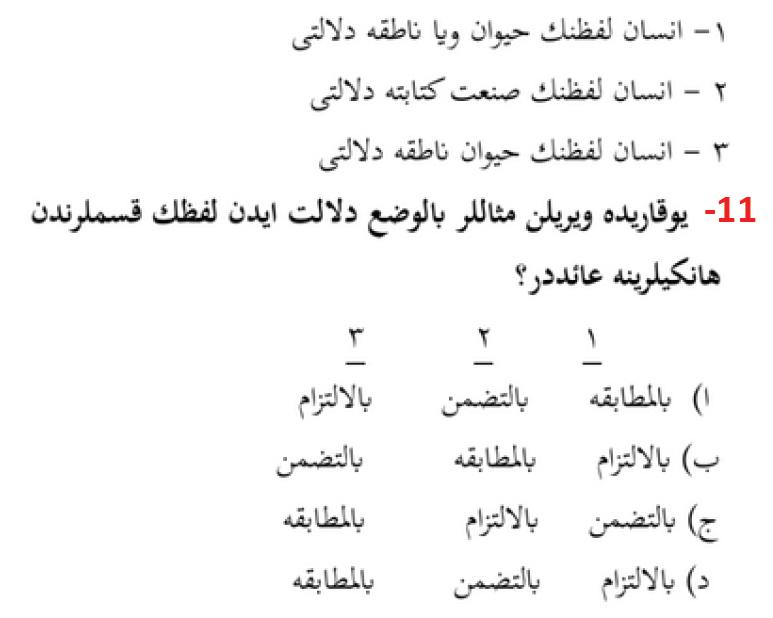 ١- انسان لفظنك حيوان ويا ناطقه دلالتى
٢ - انسان لفظنك صنعت كتابته دلالتى
٣ - انسان لفظنك حيوان ناطقه دلالتى
11- يوقاريده ويريلن مثاللر بالوضع دلالت ايدن لفظك قسملرندن
هانكيلرينه عائددر؟
١ ٢ ٣
ا) بالمطابقه بالتضمن بالالتزام
ب) بالالتزام بالمطابقه بالتضمن
ج) بالتضمن بالالتزام بالمطابقه
د) بالالتزام بالتضمن بالمطابقه